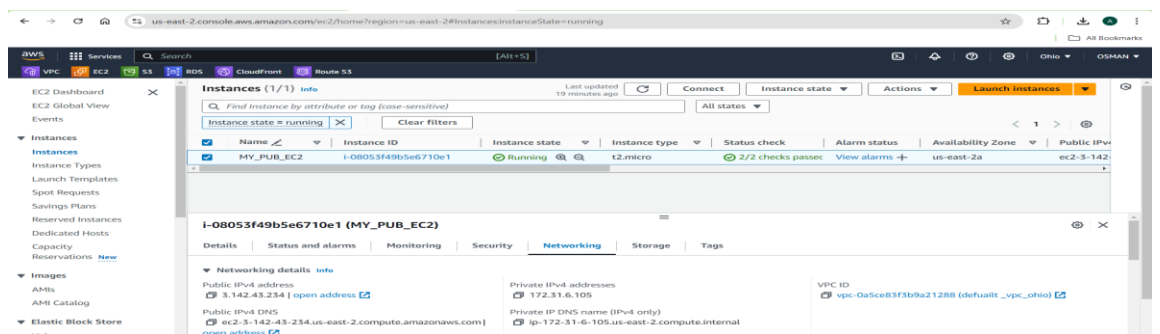 us-east-2.console.aws.amazon.com/ec2/home?region=us-east-2#Instances:instanceState=running
A
All Bookmarks
aws Services Search [Alt+S] Ohio OSMAN
VPC EC2 S3 RDS CloudFront Route 53
EC2 Dashboard
EC2 Global View
Events
Instances
Instances
Instance Types
Launch Templates
Spot Requests
Savings Plans
Reserved Instances
Dedicated Hosts
Capacity
Reservations New
Images
AMIs
AMI Catalog
Elastic Block Store
Instances (1/1) Info
Last updated
19 minutes ago
Connect Instance state Actions Launch instances
Find Instance by attribute or tag (case-sensitive) All states
Instance state = running Clear filters
1
Name Instance ID Instance state Instance type Status check Alarm status Availability Zone Public IPv
MY_PUB_EC2 i-08053f49b5e6710e1 Running t2.micro 2/2 checks passec View alarms + us-east-2a ec2-3-142-
i-08053f49b5e6710e1 (MY_PUB_EC2)
Details Status and alarms Monitoring Security Networking Storage Tags
Networking details Info
Public IPv4 address Private IPv4 addresses VPC ID
3.142.43.234 | open address 172.31.6.105 vpc-0a5ce83f3b9a21288 (defuailt _vpc_ohio)
Public IPv4 DNS Private IP DNS name (IPv4 only)
ec2-3-142-43-234.us-east-2.compute.amazonaws.com | ip-172-31-6-105.us-east-2.compute.internal
open address